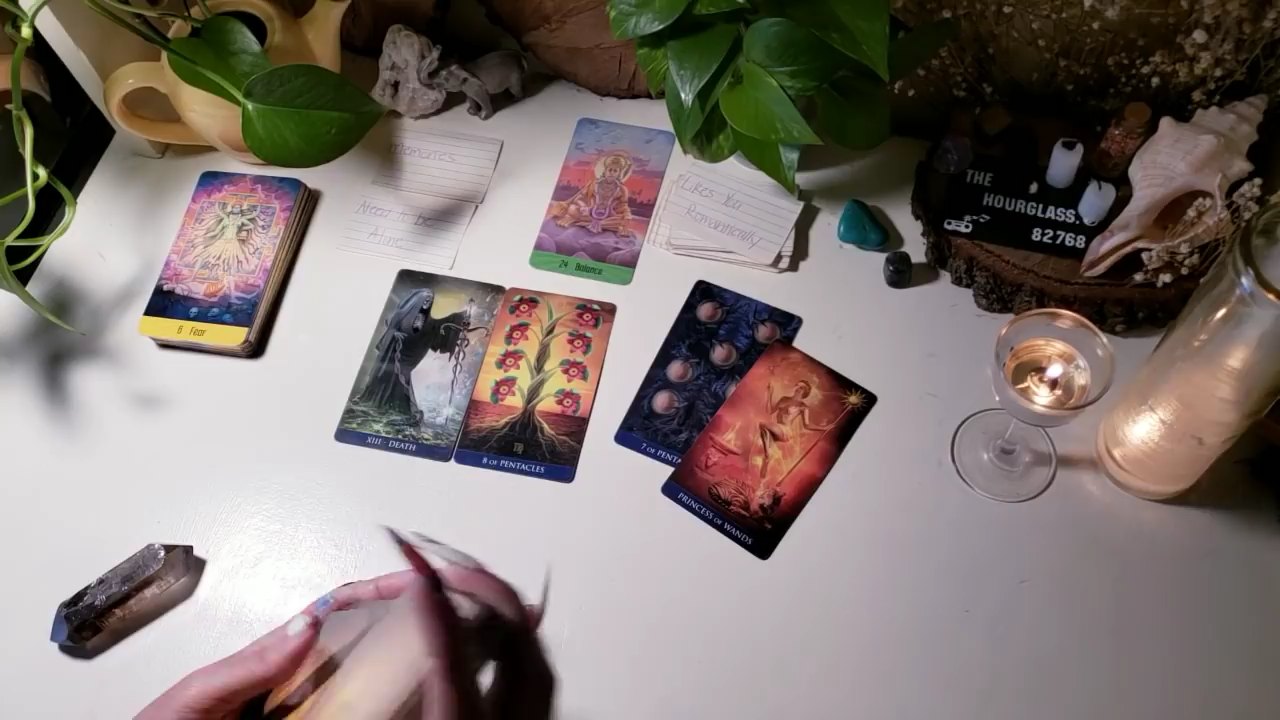 Memories
Need to be
Alone
Likes You
Romantically
THE
HOURGLASS.
82768
6 Fear
24 Balance
XIII - DEATH
8 OF PENTACLES
7 OF
PRINCESS OF WANDS